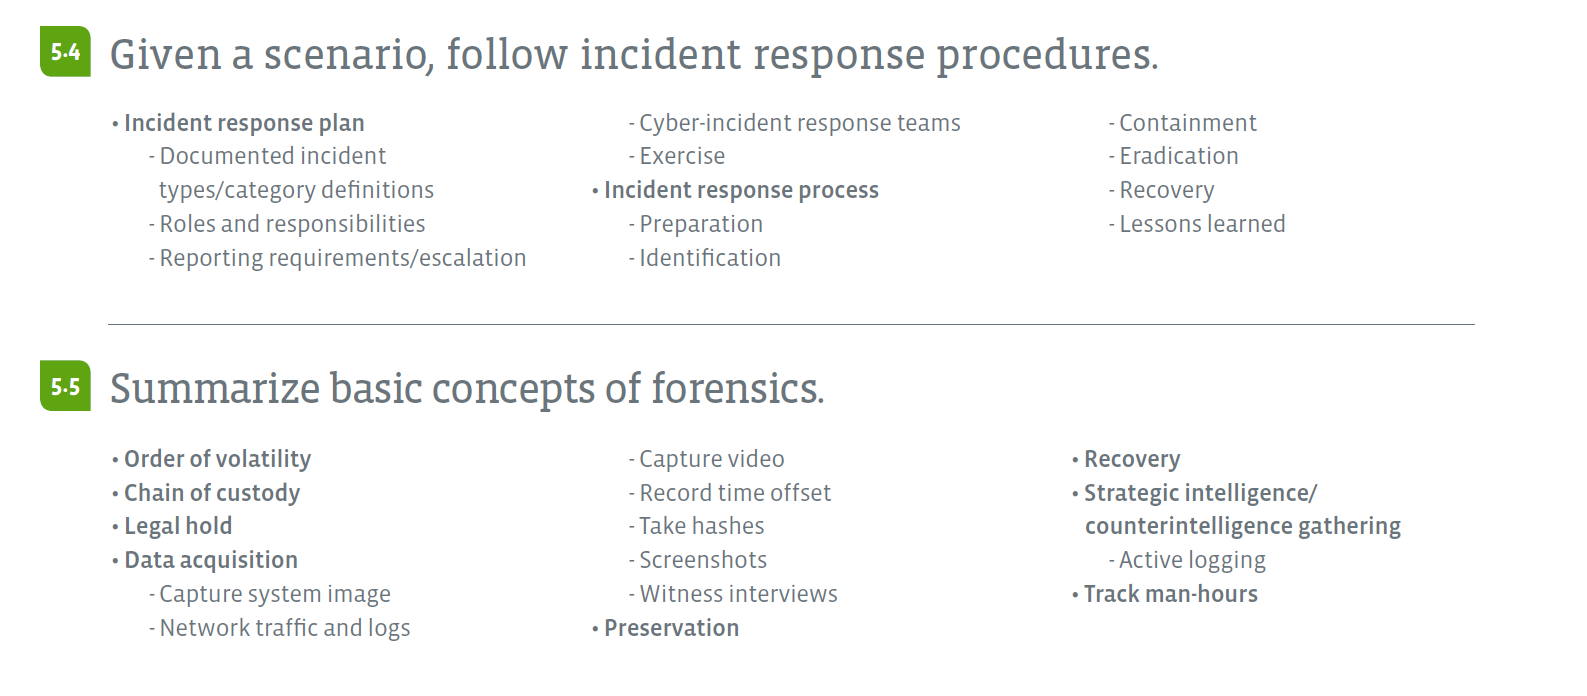 5.4 Given a scenario, follow incident response procedures.
• Incident response plan
- Documented incident
types/category definitions
- Roles and responsibilities
- Reporting requirements/escalation
- Cyber-incident response teams
- Exercise
• Incident response process
- Preparation
- Identification
- Containment
- Eradication
- Recovery
- Lessons learned
5.5 Summarize basic concepts of forensics.
• Order of volatility
• Chain of custody
• Legal hold
• Data acquisition
- Capture system image
- Network traffic and logs
- Capture video
- Record time offset
- Take hashes
- Screenshots
- Witness interviews
• Preservation
• Recovery
• Strategic intelligence/
counterintelligence gathering
- Active logging
• Track man-hours